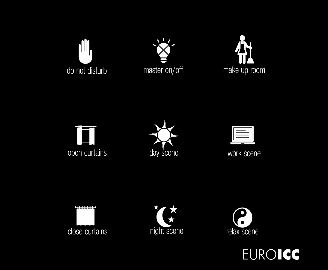 do not disturb
master on/off
make up room
open curtains
day scene
work scene
close curtains
night scene
relax scene
EUROICC